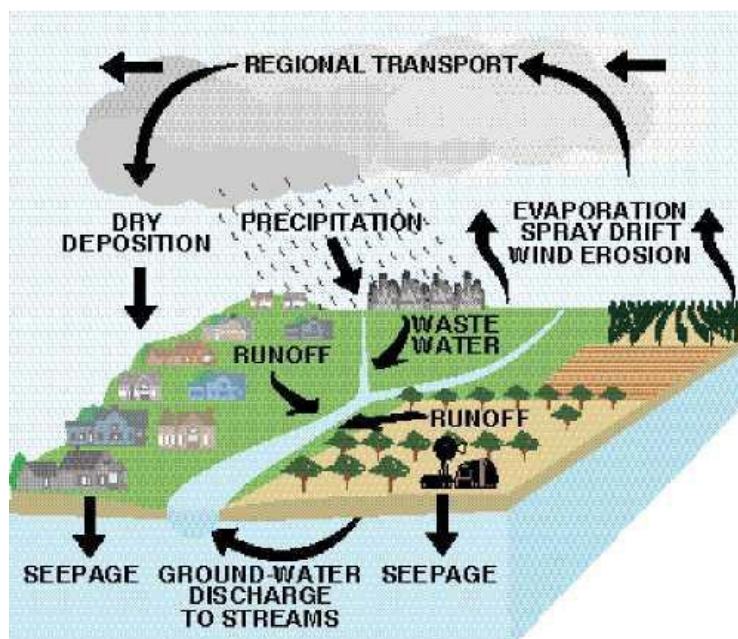 REGIONAL TRANSPORT
DRY
DEPOSITION
PRECIPITATION
EVAPORATION
SPRAY DRIFT
WIND EROSION
WASTE
WATER
RUNOFF
RUNOFF
SEEPAGE
GROUND-WATER
DISCHARGE
TO STREAMS
SEEPAGE